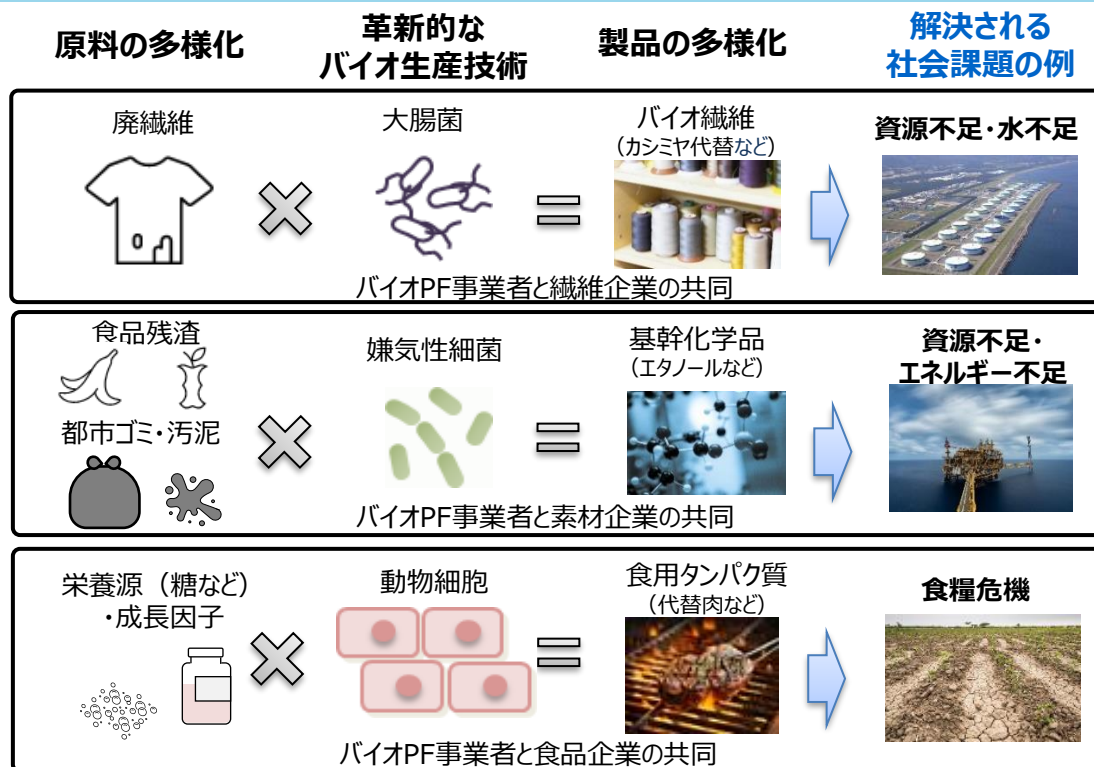 原料の多様化
革新的な
バイオ生産技術
製品の多様化
解決される
社会課題の例
廃繊維
大腸菌
バイオ繊維
（カシミヤ代替など）
資源不足・水不足
バイオPF事業者と繊維企業の共同
食品残渣
都市ゴミ・汚泥
嫌気性細菌
基幹化学品
（エタノールなど）
資源不足・
エネルギー不足
バイオPF事業者と素材企業の共同
栄養源（糖など）
・成長因子
動物細胞
食用タンパク質
（代替肉など）
食糧危機
バイオPF事業者と食品企業の共同